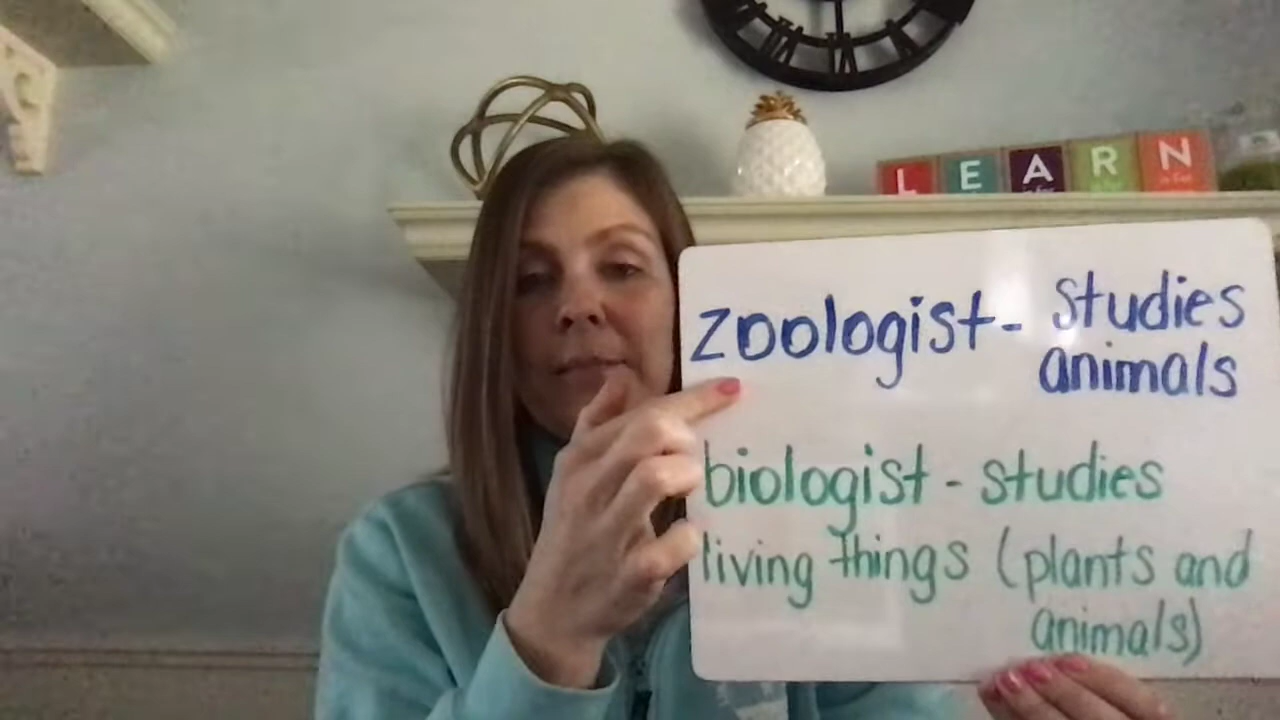 LEARN
zoologist - studies
animals
biologist - studies
living things (plants and
animals)